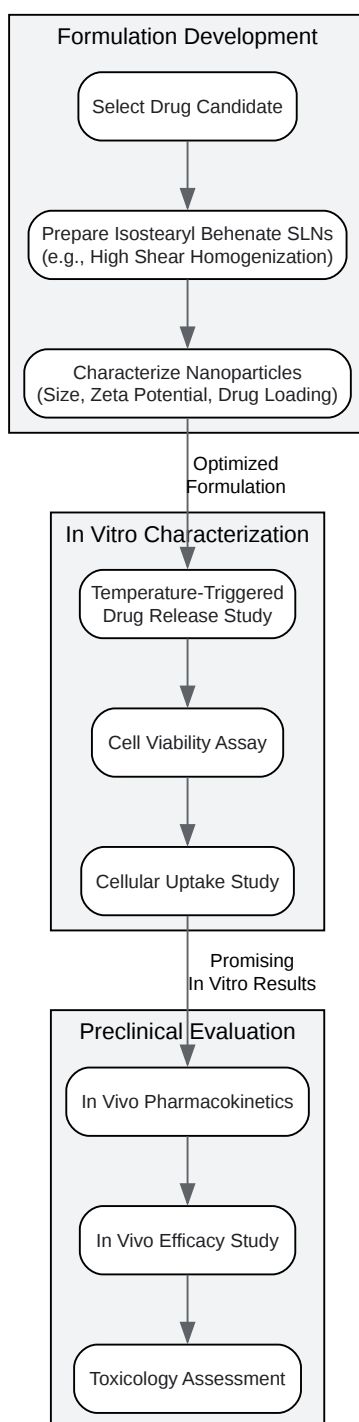 Formulation Development
Select Drug Candidate
Prepare Isostearyl Behenate SLNs
(e.g., High Shear Homogenization)
Characterize Nanoparticles
(Size, Zeta Potential, Drug Loading)
Optimized
Formulation
In Vitro Characterization
Temperature-Triggered
Drug Release Study
Cell Viability Assay
Cellular Uptake Study
Promising
In Vitro Results
Preclinical Evaluation
In Vivo Pharmacokinetics
In Vivo Efficacy Study
Toxicology Assessment